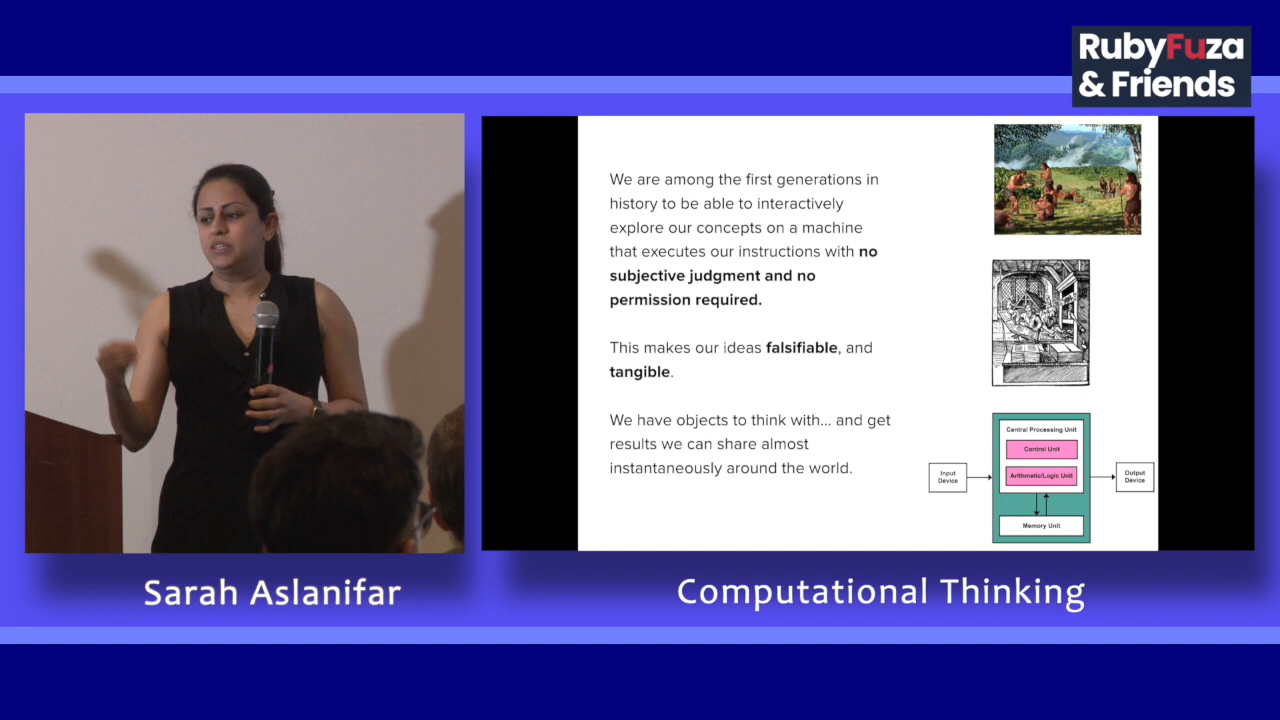 RubyFuza
& Friends
We are among the first generations in
history to be able to interactively
explore our concepts on a machine
that executes our instructions with no
subjective judgment and no
permission required.
This makes our ideas falsifiable, and
tangible.
We have objects to think with... and get
results we can share almost
instantaneously around the world.
Central Processing Unit
Control Unit
Arithmetic/Logic Unit
Input
Device
Output
Device
Memory Unit
Sarah Aslanifar
Computational Thinking